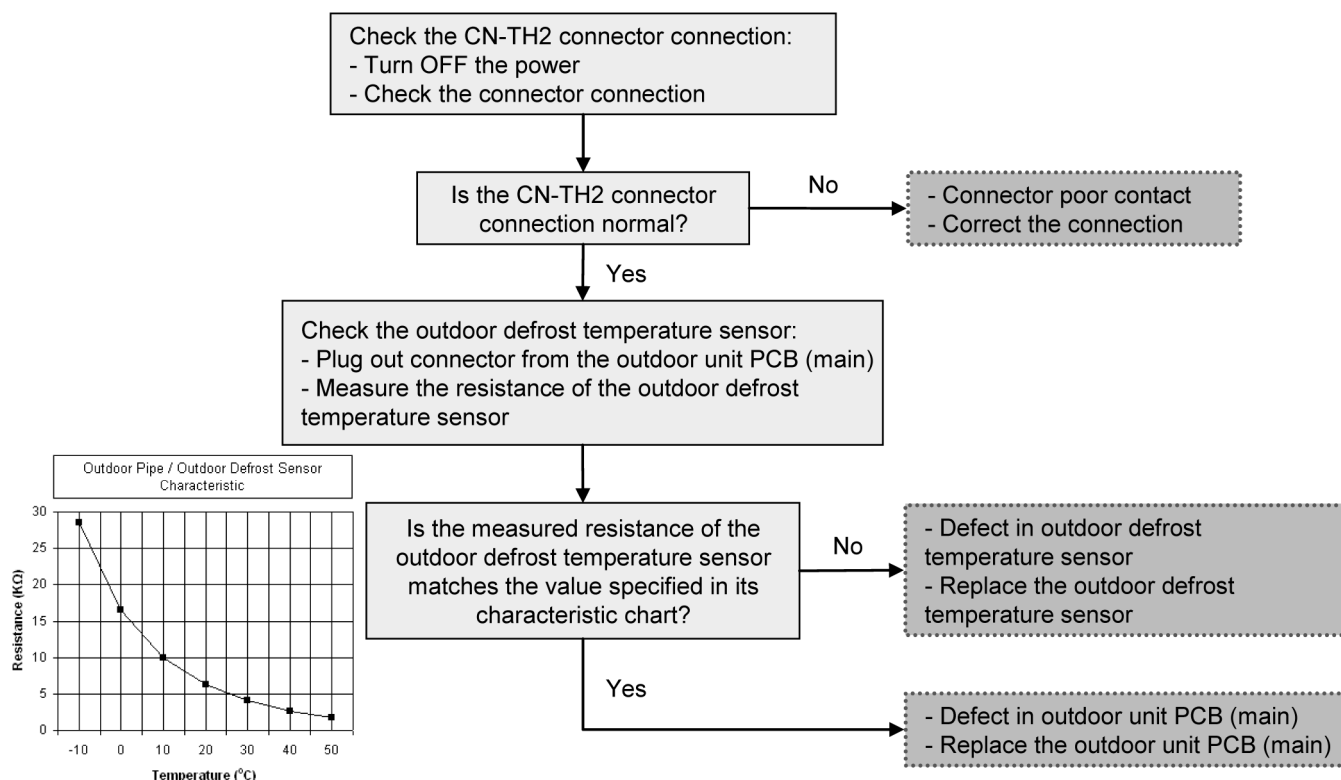 Check the CN-TH2 connector connection:
- Turn OFF the power
- Check the connector connection
Is the CN-TH2 connector
connection normal?
No
- Connector poor contact
- Correct the connection
Yes
Check the outdoor defrost temperature sensor:
- Plug out connector from the outdoor unit PCB (main)
- Measure the resistance of the outdoor defrost
temperature sensor
Outdoor Pipe / Outdoor Defrost Sensor
Characteristic
Resistance (KΩ)
30
25
20
15
10
5
0
-10 0 10 20 30 40 50
Temperature (°C)
Is the measured resistance of the
outdoor defrost temperature sensor
matches the value specified in its
characteristic chart?
No
- Defect in outdoor defrost
temperature sensor
- Replace the outdoor defrost
temperature sensor
Yes
- Defect in outdoor unit PCB (main)
- Replace the outdoor unit PCB (main)